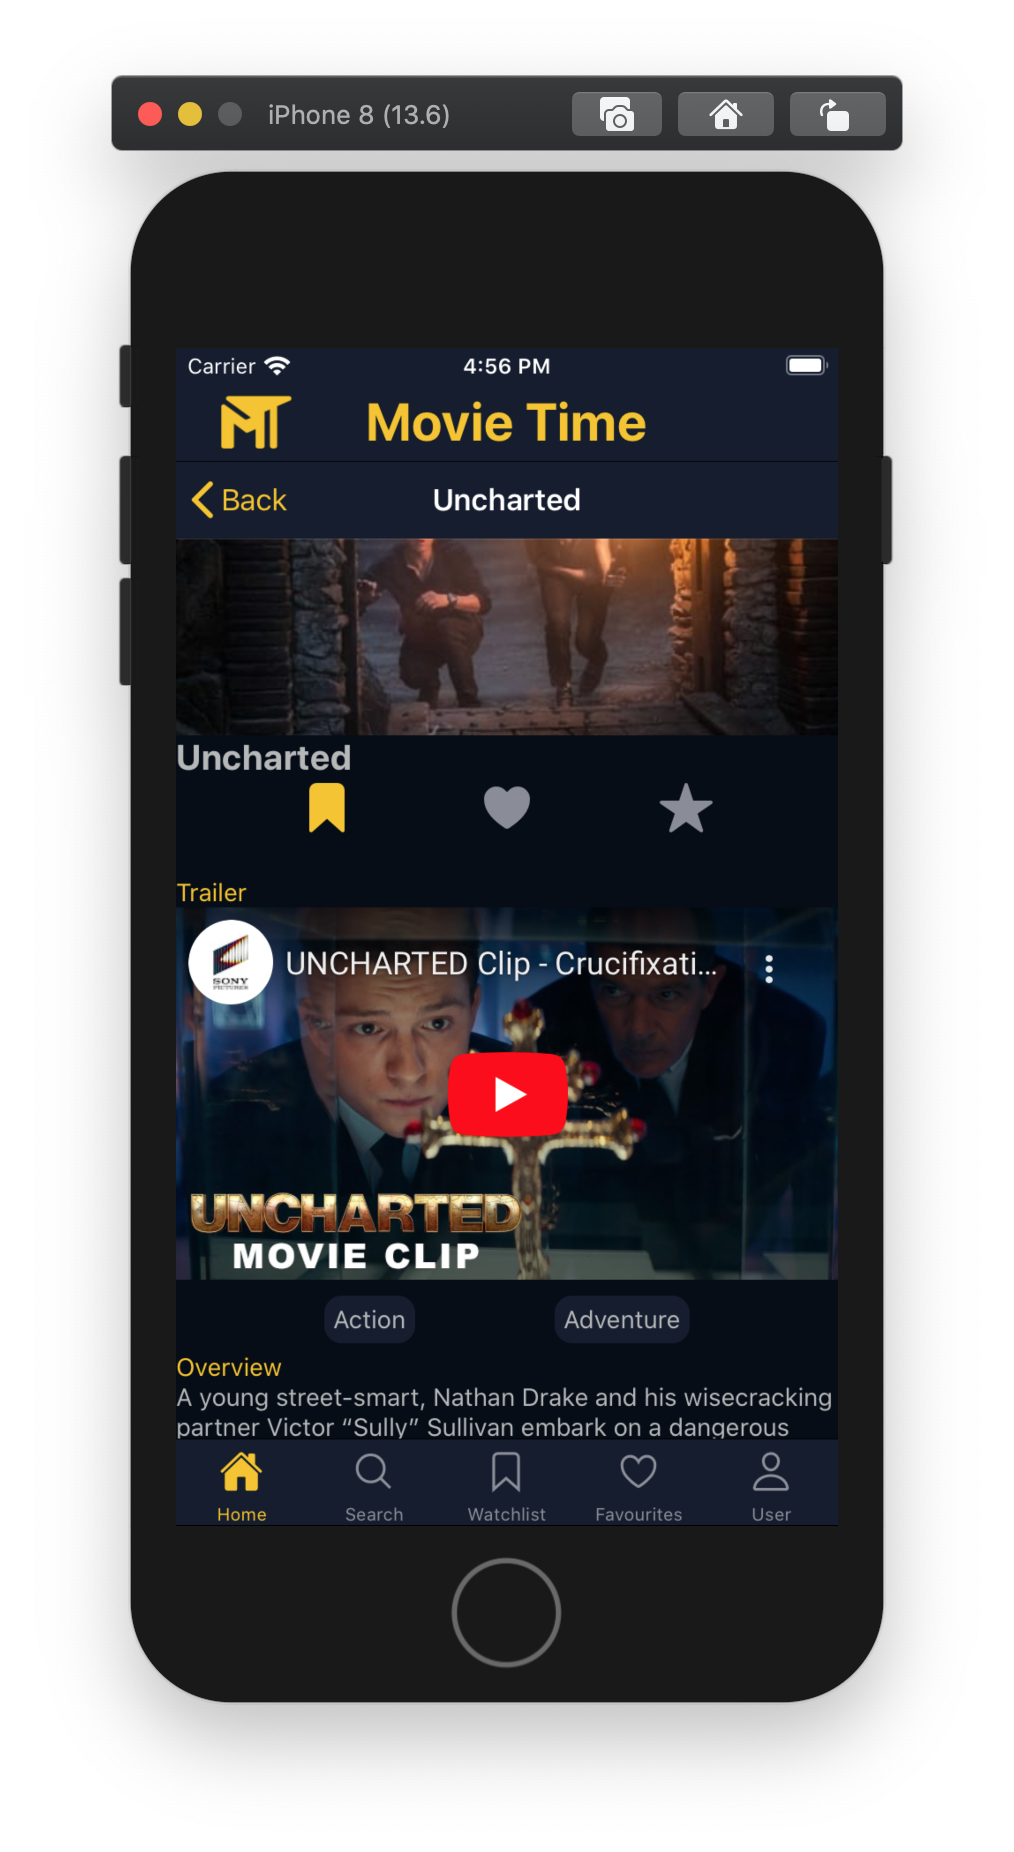 iPhone 8 (13.6)
Carrier 4:56 PM
MT Movie Time
Back Uncharted
Uncharted
Trailer
SONY
PICTURES
UNCHARTED Clip - Crucifixati...
UNCHARTED
MOVIE CLIP
Action Adventure
Overview
A young street-smart, Nathan Drake and his wisecracking
partner Victor “Sully” Sullivan embark on a dangerous
Home Search Watchlist Favourites User